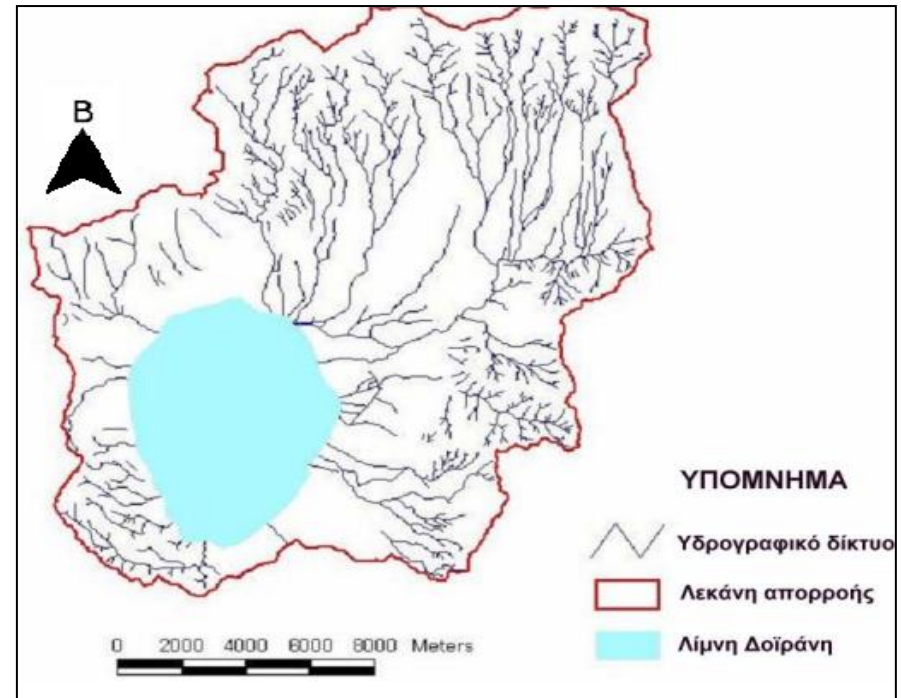 Β
ΥΠΟΜΝΗΜΑ
Υδρογραφικό δίκτυο
Λεκάνη απορροής
Λίμνη Δοϊράνη
0 2000 4000 6000 8000 Meters